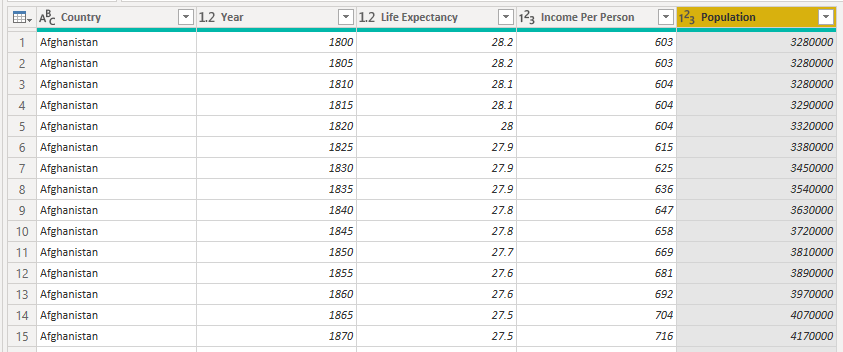 ABC Country 1.2 Year 1.2 Life Expectancy 123 Income Per Person 123 Population
1 Afghanistan 1800 28.2 603 3280000
2 Afghanistan 1805 28.2 603 3280000
3 Afghanistan 1810 28.1 604 3280000
4 Afghanistan 1815 28.1 604 3290000
5 Afghanistan 1820 28 604 3320000
6 Afghanistan 1825 27.9 615 3380000
7 Afghanistan 1830 27.9 625 3450000
8 Afghanistan 1835 27.9 636 3540000
9 Afghanistan 1840 27.8 647 3630000
10 Afghanistan 1845 27.8 658 3720000
11 Afghanistan 1850 27.7 669 3810000
12 Afghanistan 1855 27.6 681 3890000
13 Afghanistan 1860 27.6 692 3970000
14 Afghanistan 1865 27.5 704 4070000
15 Afghanistan 1870 27.5 716 4170000